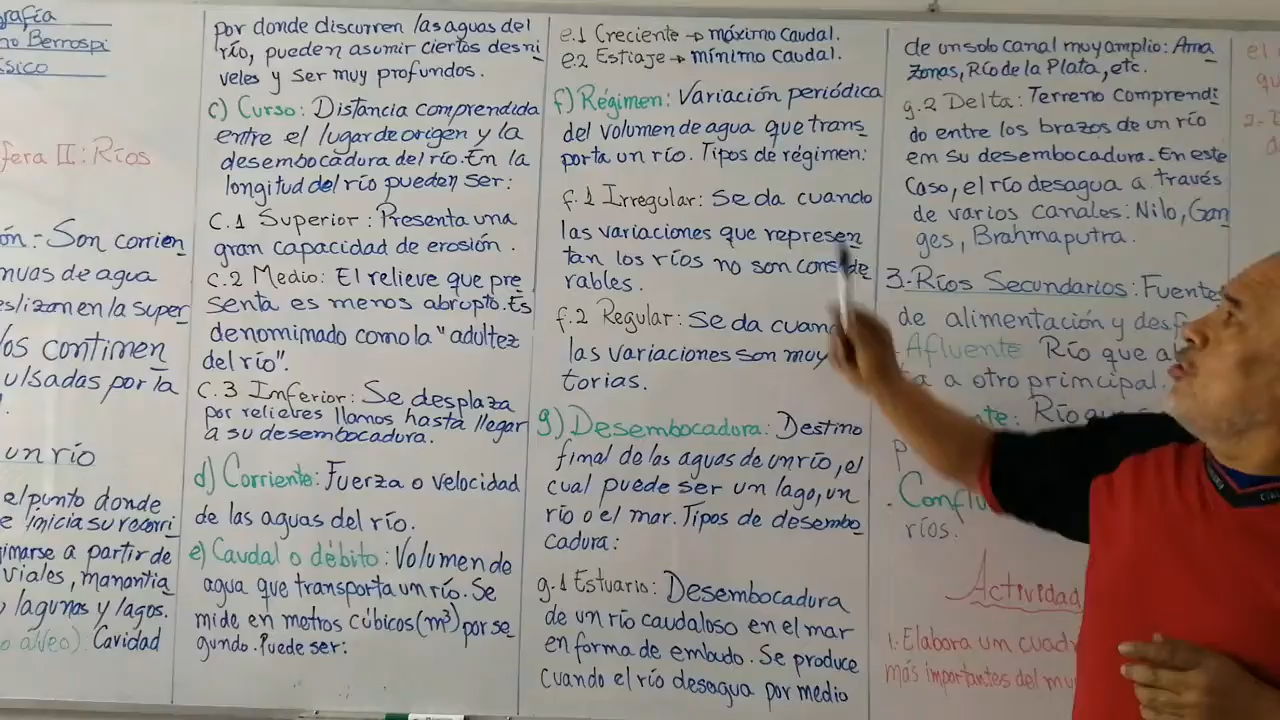 grafía
no Berrospi
ísico
fera II: Ríos
ón.- Son corrien
nuas de agua
eslizan en la super
los continen
ulsadas por la
un río
el punto donde
e inicia su recorri
imarse a partir de
viales, manantia
lagunas y lagos.
o álveo). Cavidad
por donde discurren las aguas del
río, pueden asumir ciertos desni
veles y ser muy profundos.
c) Curso: Distancia comprendida
entre el lugar de origen y la
desembocadura del río. En la
longitud del río pueden ser:
C.1 Superior: Presenta una
gran capacidad de erosión.
C.2 Medio: El relieve que pre
senta es menos abrupto. Es
denominado como la "adultez
del río".
C.3 Inferior: Se desplaza
por relieves llamos hasta llegar
a su desembocadura.
d) Corriente: Fuerza o velocidad
de las aguas del río.
e) Caudal o débito: Volumen de
agua que transporta un río. Se
mide en metros cúbicos (m³) por se
gundo. Puede ser:
e.1 Creciente → máximo caudal.
e.2 Estiaje → mínimo caudal.
f) Régimen: Variación periódica
del volumen de agua que trans
porta un río. Tipos de régimen:
f.1 Irregular: Se da cuando
las variaciones que represen
tan los ríos no son conside
rables.
f.2 Regular: Se da cuan
las variaciones son muy
torias.
g) Desembocadura: Destino
final de las aguas de un río, el
cual puede ser un lago, un
río o el mar. Tipos de desembo
cadura:
g.1 Estuario: Desembocadura
de un río caudaloso en el mar
en forma de embudo. Se produce
cuando el río desagua por medio
de un solo canal muy amplio: Ama
zonas, Río de la Plata, etc.
g.2 Delta: Terreno comprendi
do entre los brazos de un río
em su desembocadura. En este
caso, el río desagua a través
de varios canales: Nilo, Gan
ges, Brahmaputra.
3.-Ríos Secundarios: Fuente
de alimentación y des
. Afluente Río que a
ta a otro principal.
nte: Río qu
p
. Conflu
ríos.
Actividad
1. Elabora um cuad
más importantes del mu
el
qu
2.-
d